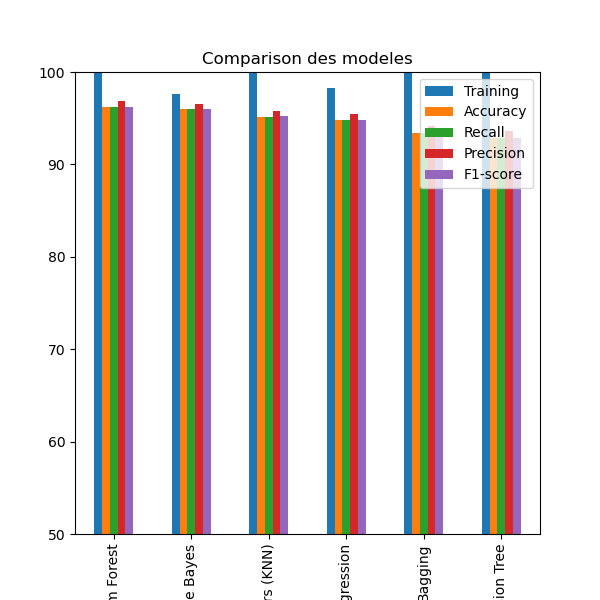 Comparison des modeles
100
90
80
70
60
50
Training
Accuracy
Recall
Precision
F1-score
m Forest
e Bayes
rs (KNN)
gression
Bagging
ion Tree